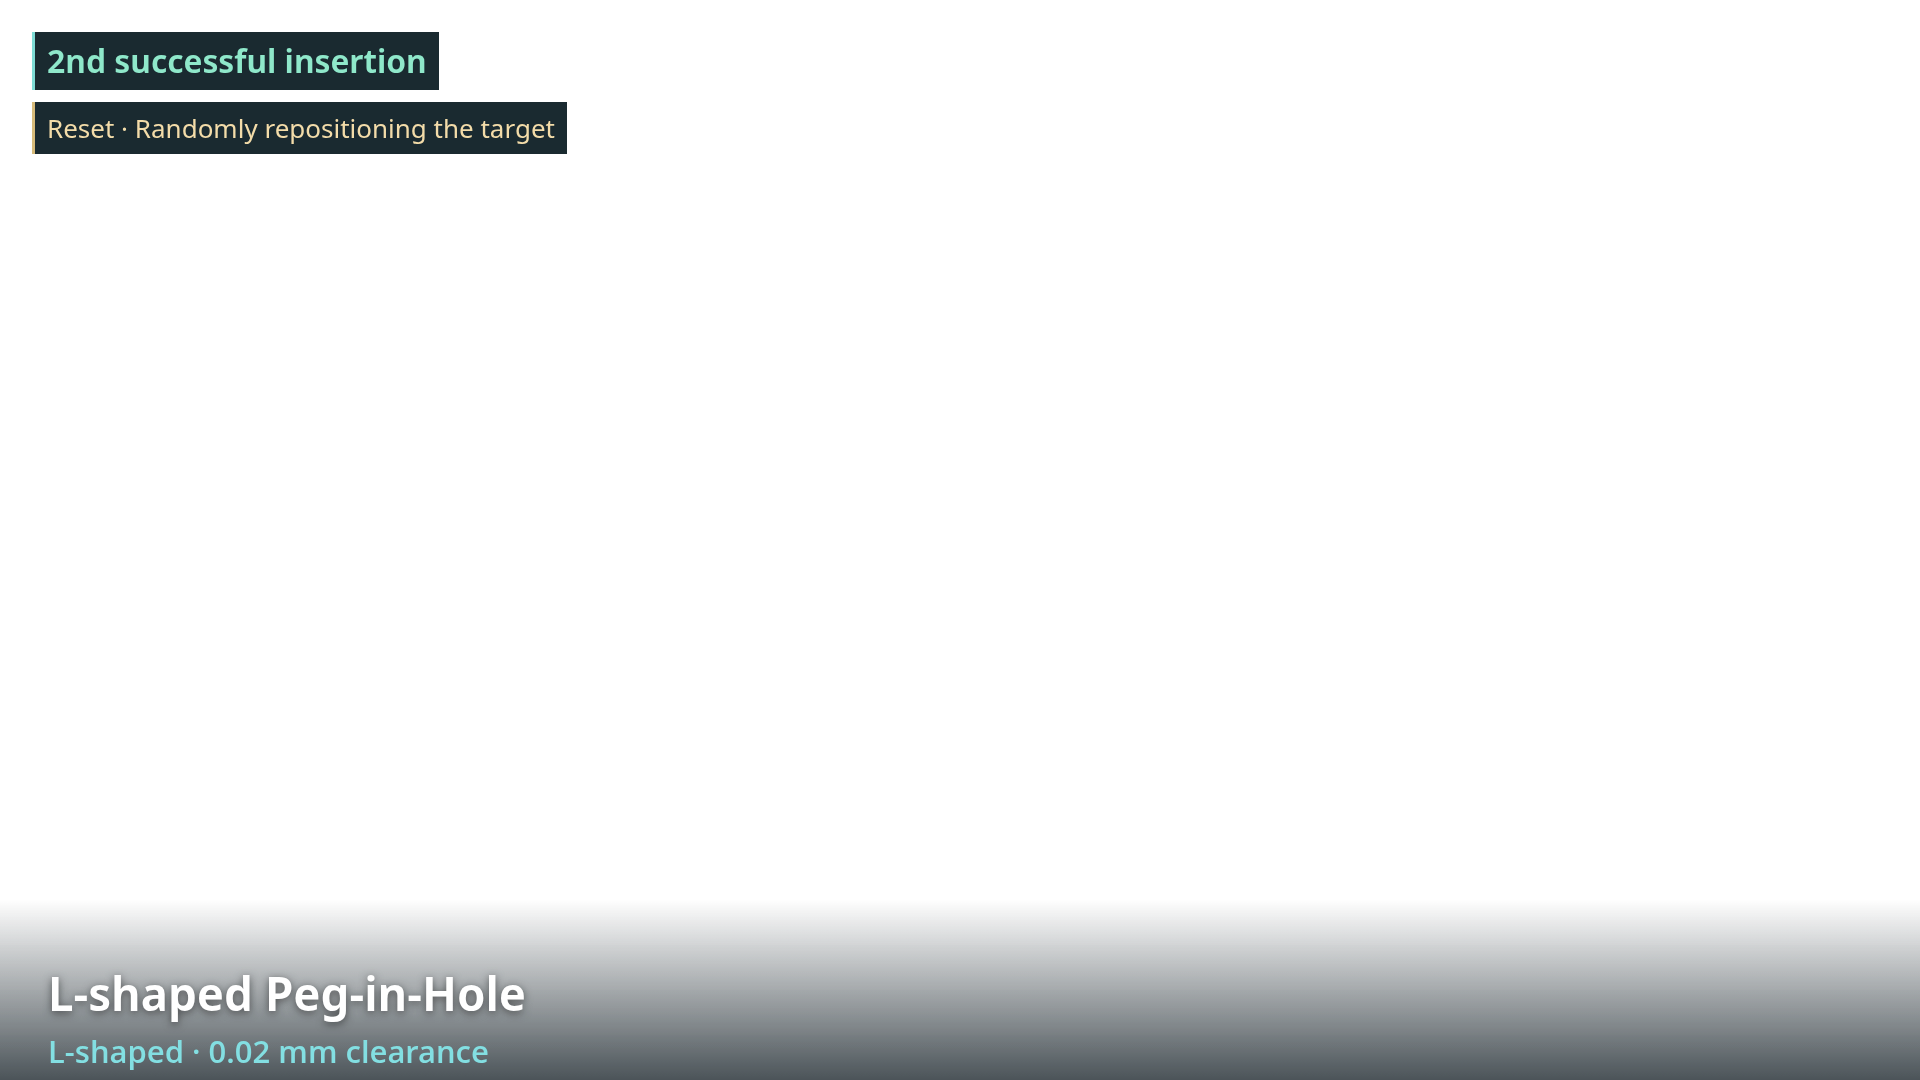 2nd successful insertion
Reset · Randomly repositioning the target
L-shaped Peg-in-Hole
L-shaped · 0.02 mm clearance